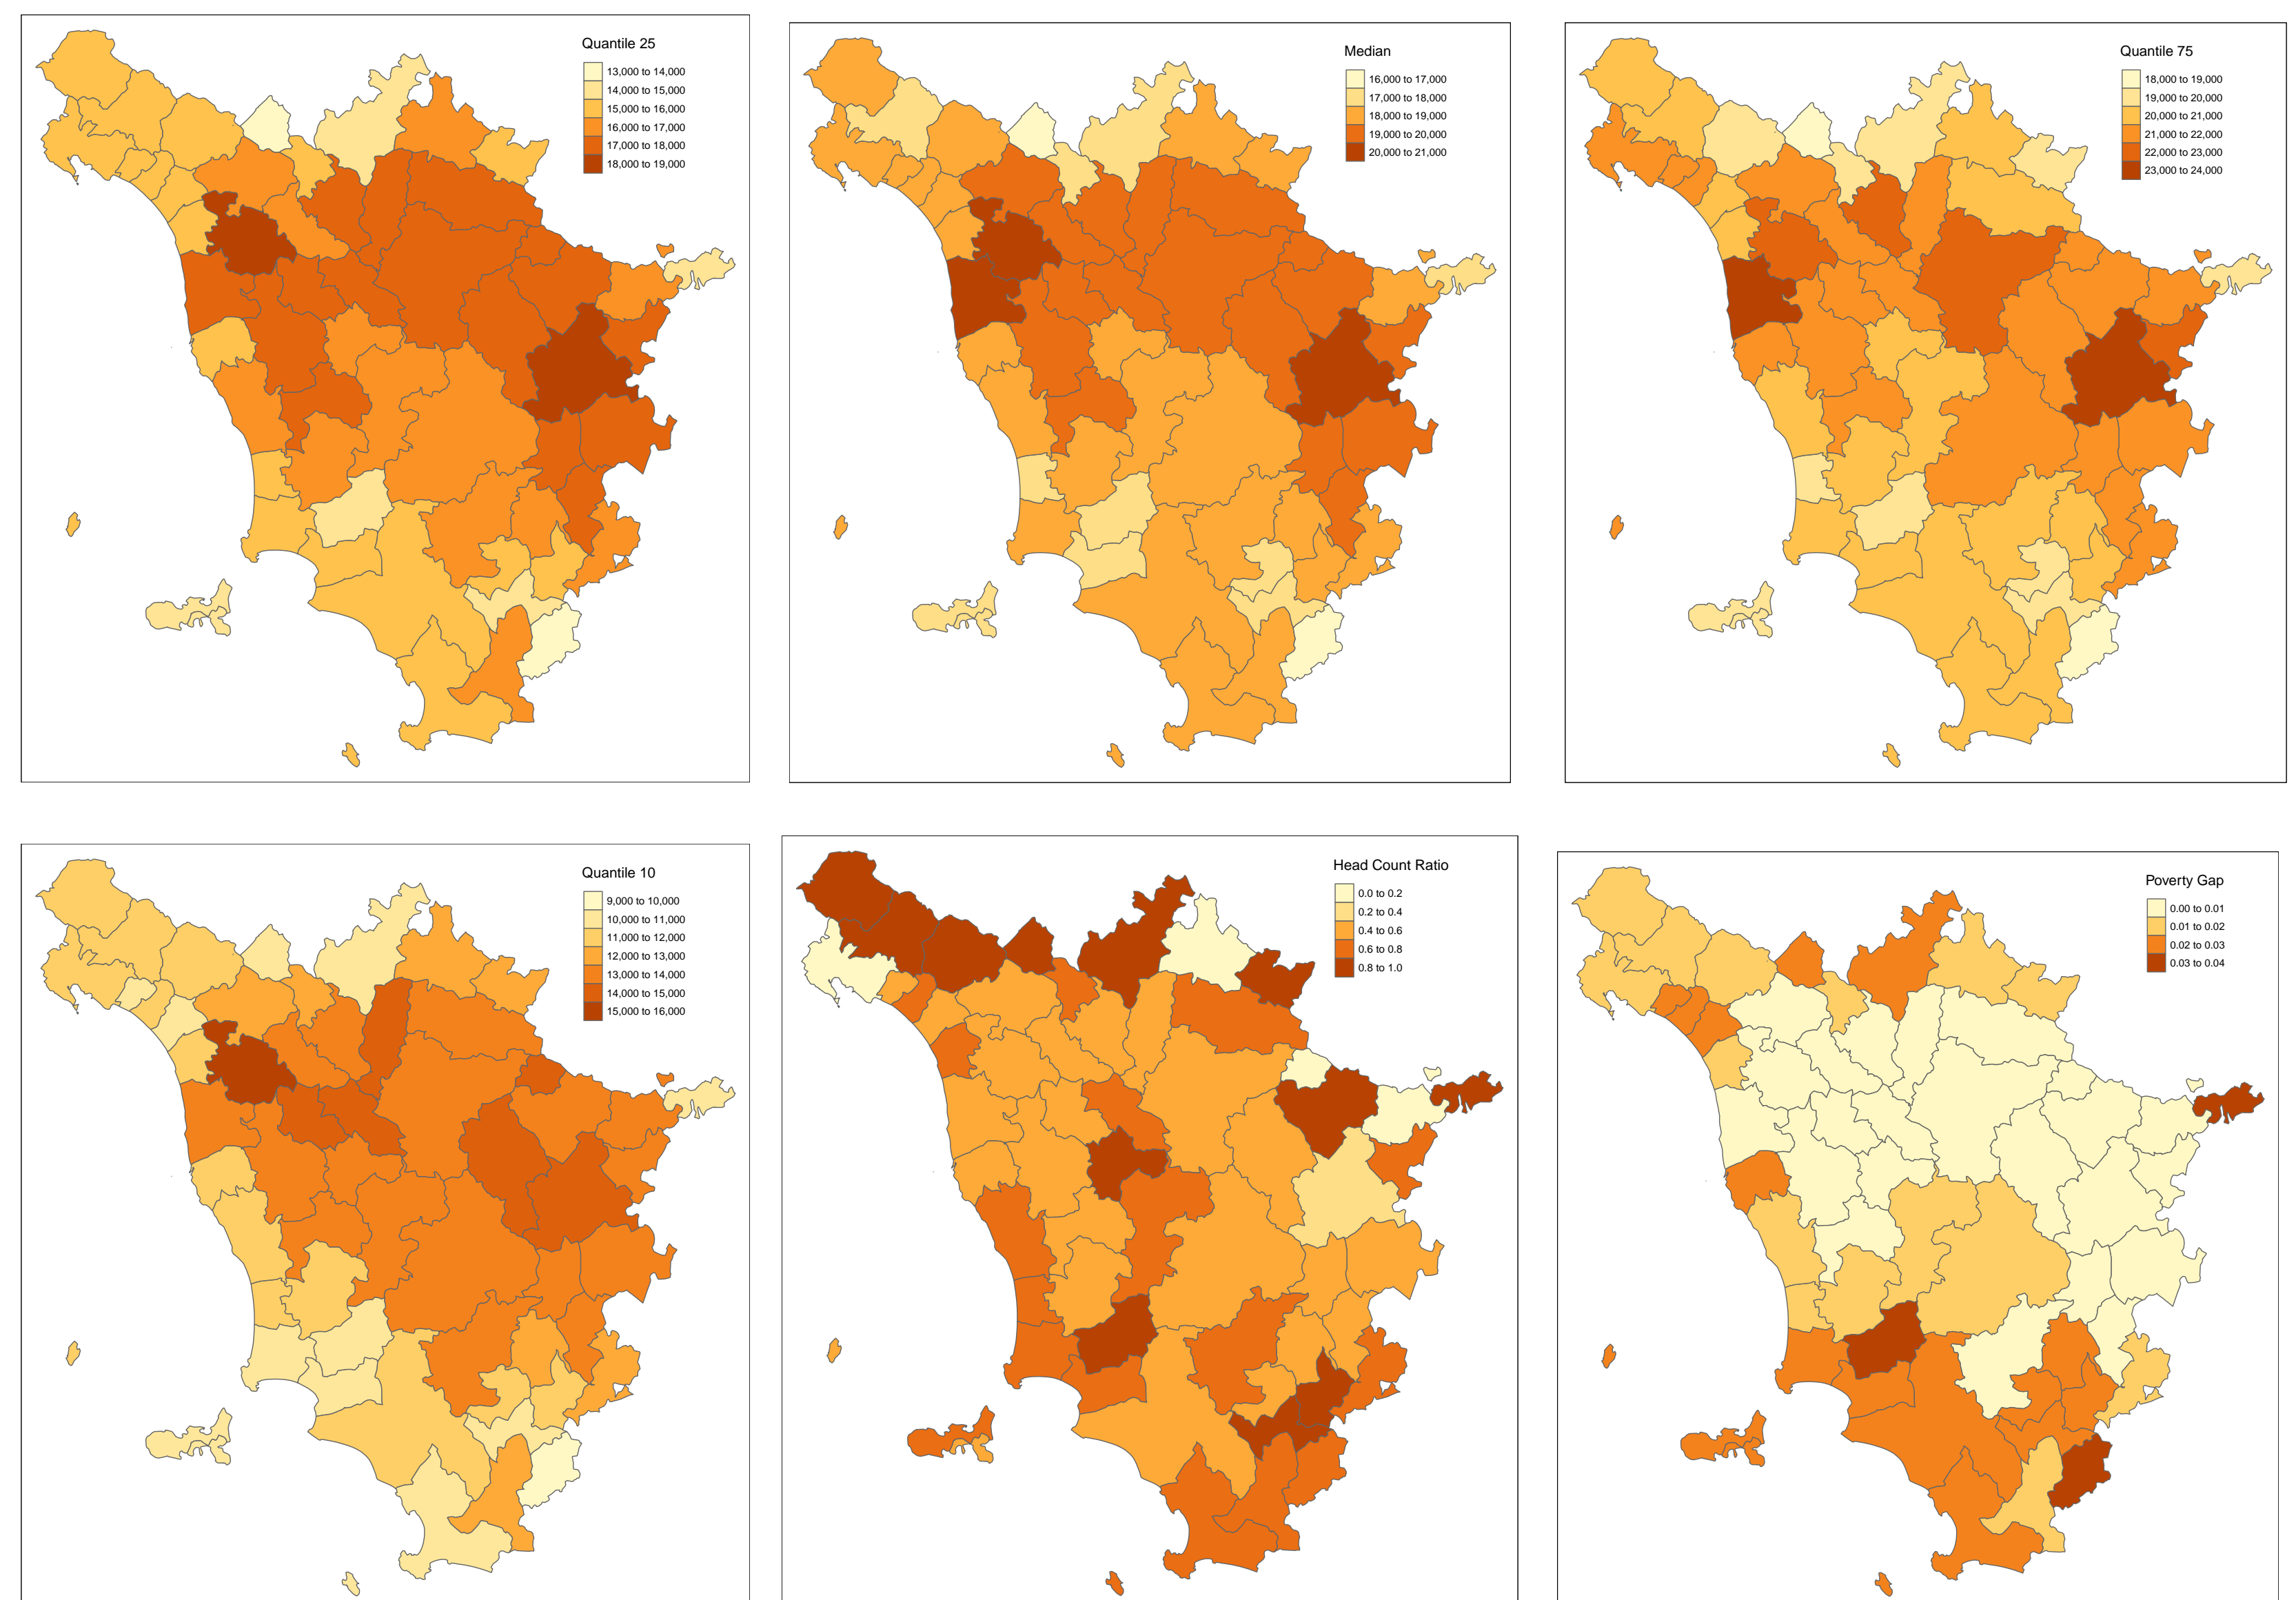 Quantile 25
13,000 to 14,000
14,000 to 15,000
15,000 to 16,000
16,000 to 17,000
17,000 to 18,000
18,000 to 19,000
Median
16,000 to 17,000
17,000 to 18,000
18,000 to 19,000
19,000 to 20,000
20,000 to 21,000
Quantile 75
18,000 to 19,000
19,000 to 20,000
20,000 to 21,000
21,000 to 22,000
22,000 to 23,000
23,000 to 24,000
Quantile 10
9,000 to 10,000
10,000 to 11,000
11,000 to 12,000
12,000 to 13,000
13,000 to 14,000
14,000 to 15,000
15,000 to 16,000
Head Count Ratio
0.0 to 0.2
0.2 to 0.4
0.4 to 0.6
0.6 to 0.8
0.8 to 1.0
Poverty Gap
0.00 to 0.01
0.01 to 0.02
0.02 to 0.03
0.03 to 0.04